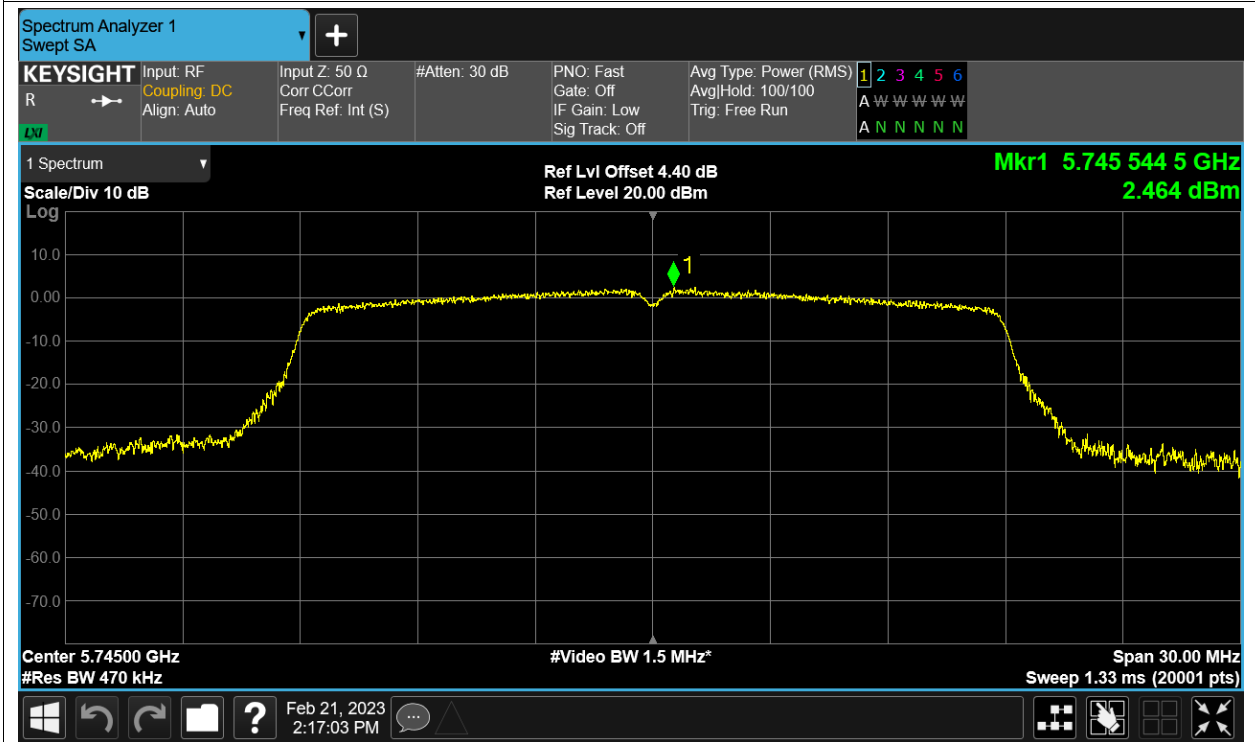 Spectrum Analyzer 1
Swept SA
▼
+
KEYSIGHT
R
LXI
Input: RF
Coupling: DC
Align: Auto
Input Z: 50 Ω
Corr CCorr
Freq Ref: Int (S)
#Atten: 30 dB
PNO: Fast
Gate: Off
IF Gain: Low
Sig Track: Off
Avg Type: Power (RMS)
Avg|Hold: 100/100
Trig: Free Run
1 2 3 4 5 6
A W W W W W
A N N N N N
1 Spectrum ▼
Scale/Div 10 dB
Log
Ref Lvl Offset 4.40 dB
Ref Level 20.00 dBm
Mkr1 5.745 544 5 GHz
2.464 dBm
10.0
1
0.00
-10.0
-20.0
-30.0
-40.0
-50.0
-60.0
-70.0
Center 5.74500 GHz
#Res BW 470 kHz
#Video BW 1.5 MHz*
Span 30.00 MHz
Sweep 1.33 ms (20001 pts)
?
Feb 21, 2023
2:17:03 PM